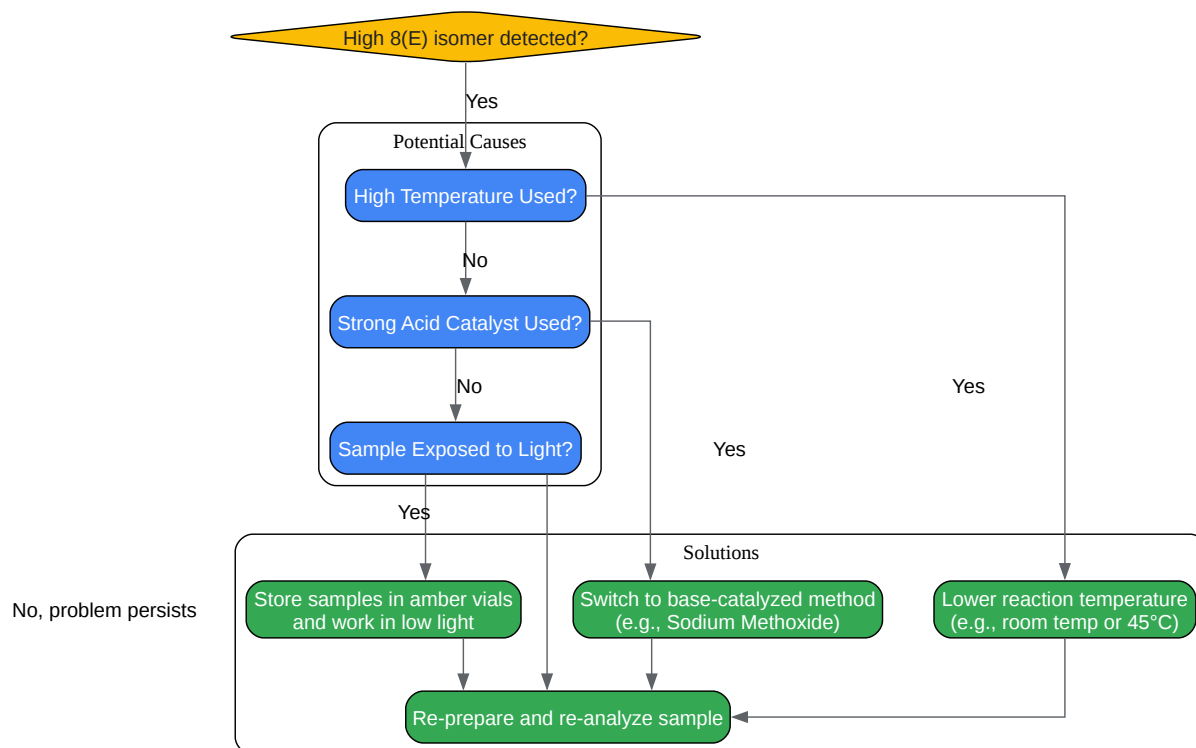 High 8(E) isomer detected?
Yes
Potential Causes
High Temperature Used?
No
Strong Acid Catalyst Used?
No
Yes
Sample Exposed to Light?
Yes
Yes
Solutions
No, problem persists
Store samples in amber vials
and work in low light
Switch to base-catalyzed method
(e.g., Sodium Methoxide)
Lower reaction temperature
(e.g., room temp or 45°C)
Re-prepare and re-analyze sample